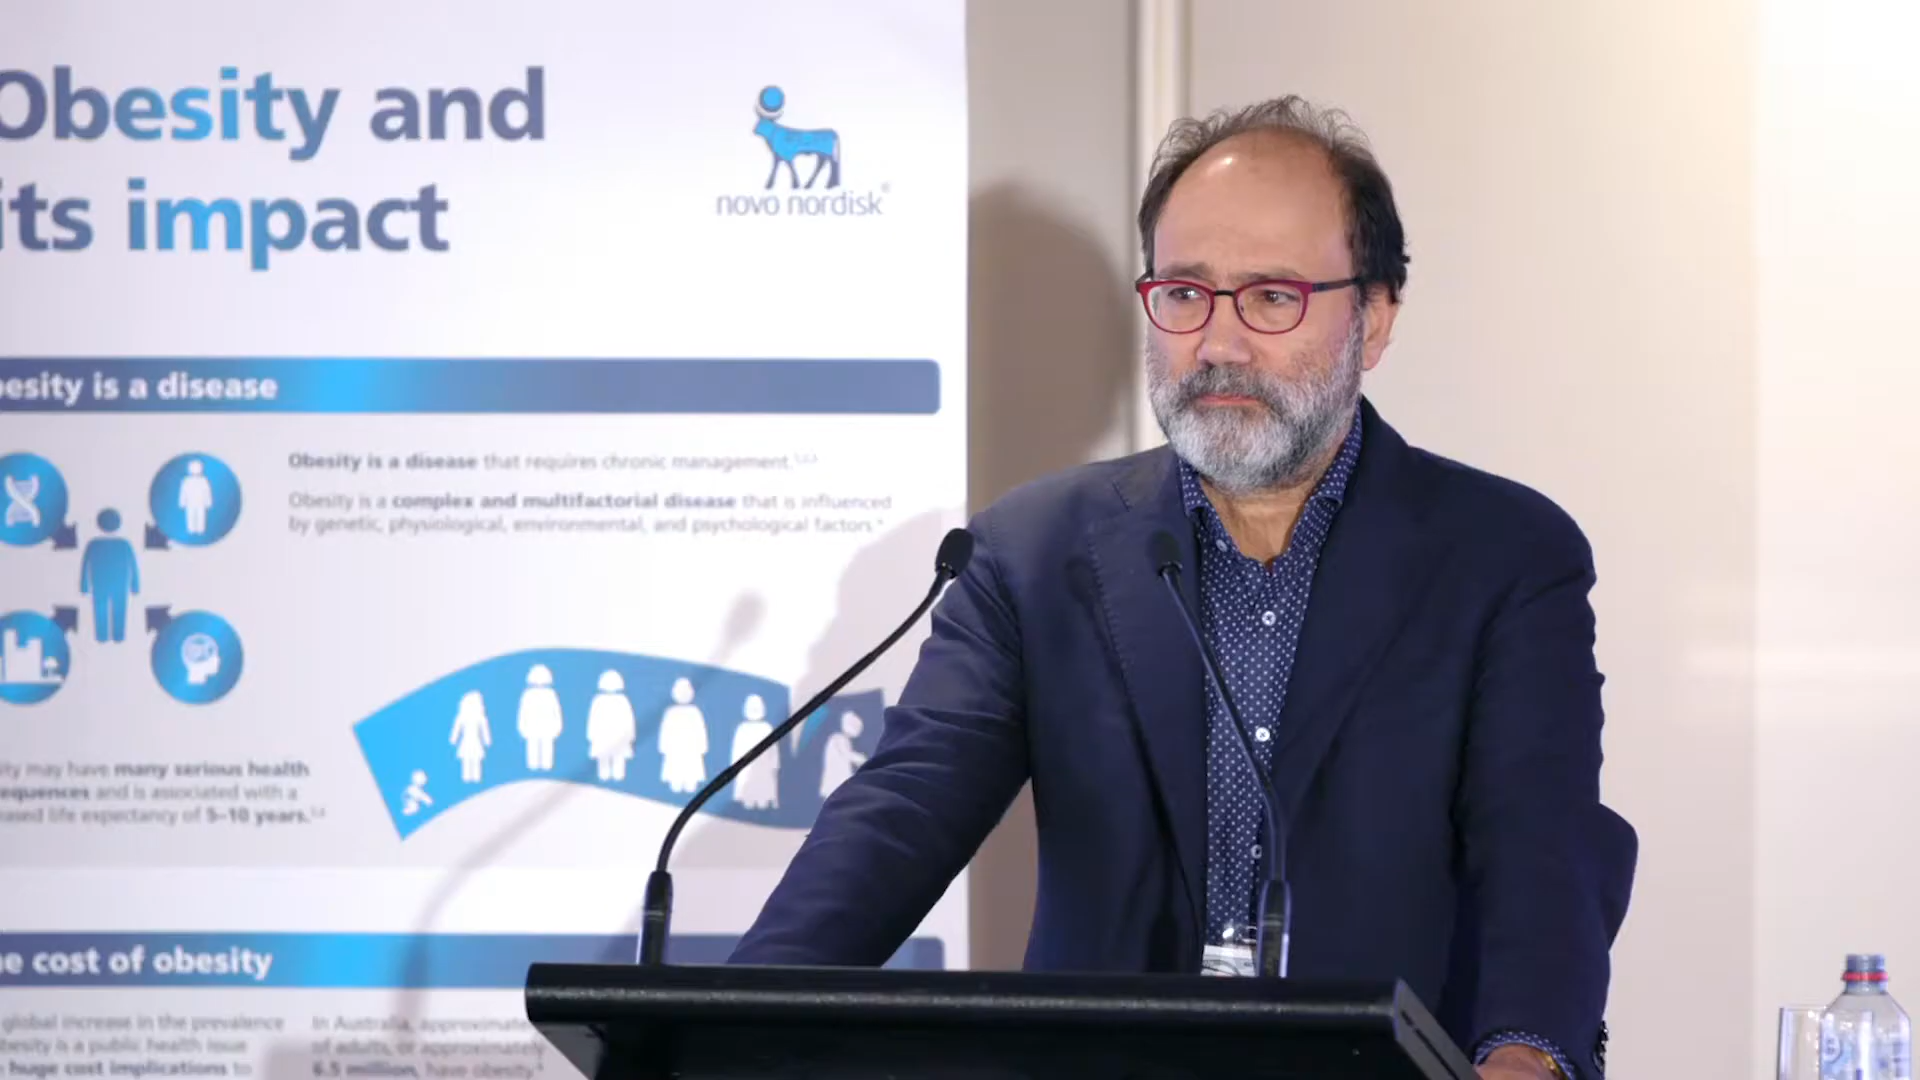 Obesity and
its impact
novo nordisk®
besity is a disease
Obesity is a disease that requires chronic management.
Obesity is a complex and multifactorial disease that is influenced
by genetic, physiological, environmental, and psychological factors.
ity may have many serious health
equences and is associated with a
ased life expectancy of 5–10 years.
e cost of obesity
global increase in the prevalence
besity is a public health issue
huge cost implications to
In Australia, approximate
of adults, or approximately
6.5 million, have obesity